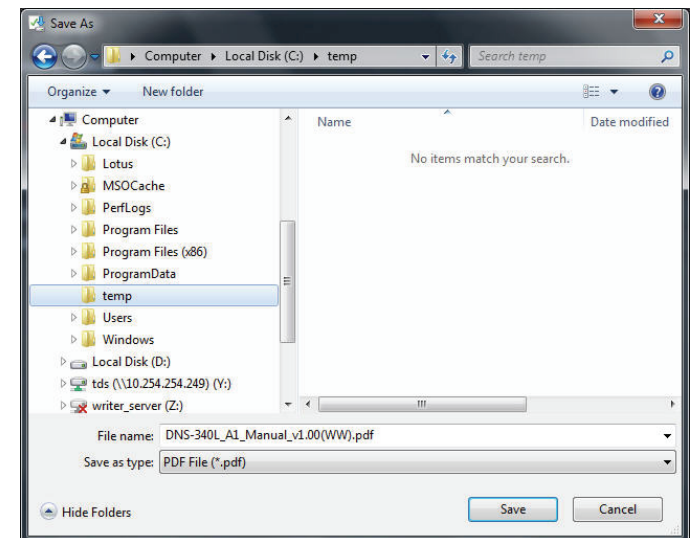 Save As
Computer Local Disk (C:) temp Search temp
Organize New folder
Computer
Local Disk (C:)
Lotus
MSOCache
PerfLogs
Program Files
Program Files (x86)
ProgramData
temp
Users
Windows
Local Disk (D:)
tds (\\10.254.254.249) (Y:)
writer_server (Z:)
Name Date modified
No items match your search.
File name: DNS-340L_A1_Manual_v1.00(WW).pdf
Save as type: PDF File (*.pdf)
Hide Folders Save Cancel